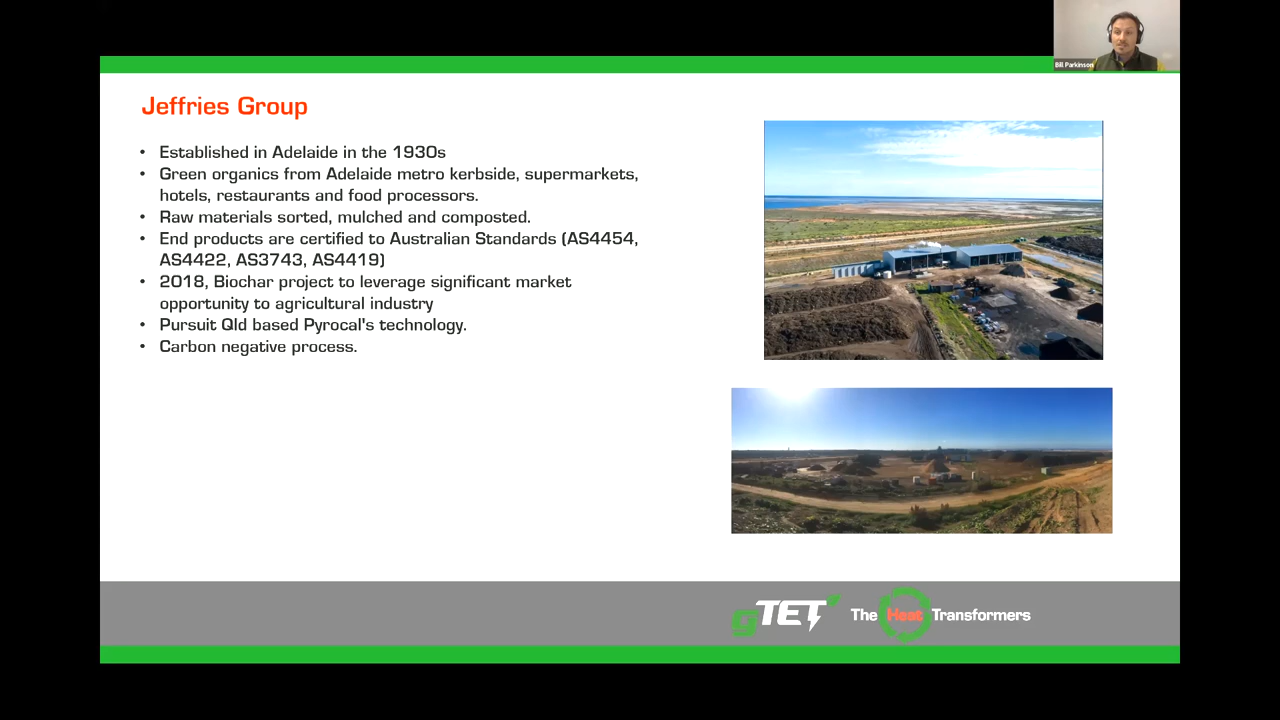 Bill Parkinson
Jeffries Group
• Established in Adelaide in the 1930s
• Green organics from Adelaide metro kerbside, supermarkets,
hotels, restaurants and food processors.
• Raw materials sorted, mulched and composted.
• End products are certified to Australian Standards (AS4454,
AS4422, AS3743, AS4419)
• 2018, Biochar project to leverage significant market
opportunity to agricultural industry
• Pursuit Qld based Pyrocal's technology.
• Carbon negative process.
gTET
The Heat Transformers